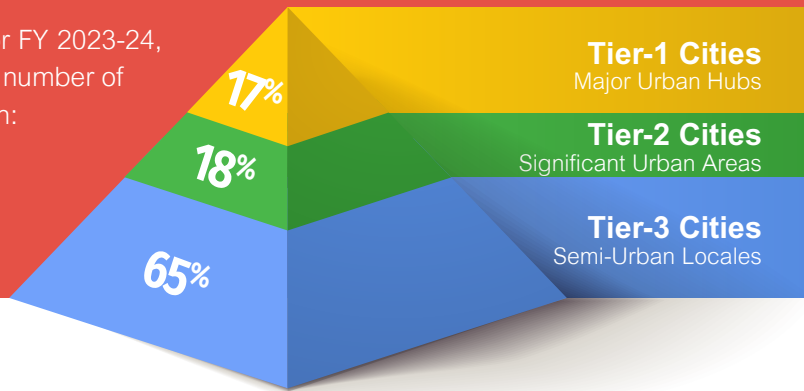 r FY 2023-24,
number of
:
17%
Tier-1 Cities
Major Urban Hubs
18%
Tier-2 Cities
Significant Urban Areas
65%
Tier-3 Cities
Semi-Urban Locales